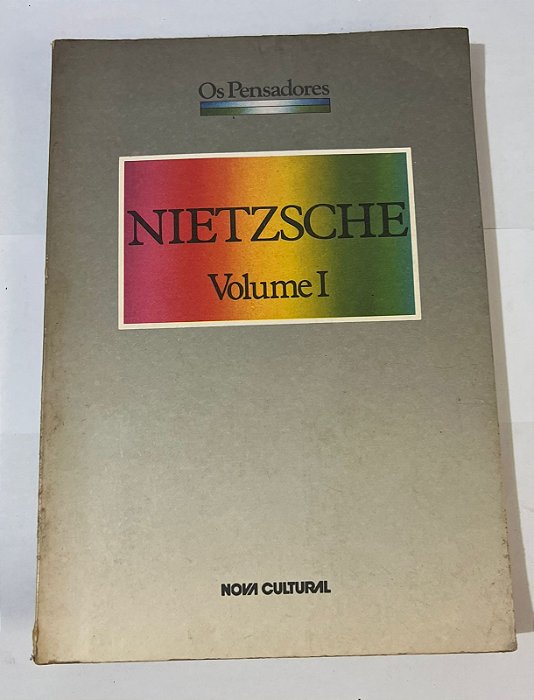 Os Pensadores
NIETZSCHE
Volume I
NOVA CULTURAL